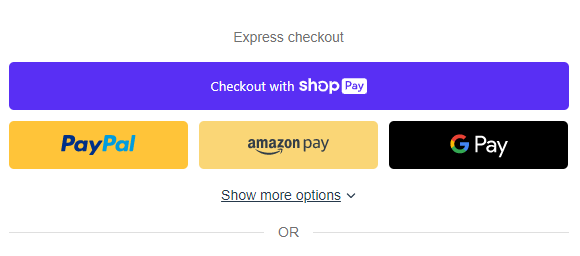 Express checkout
Checkout with shop Pay
PayPal
amazon pay
G Pay
Show more options
OR